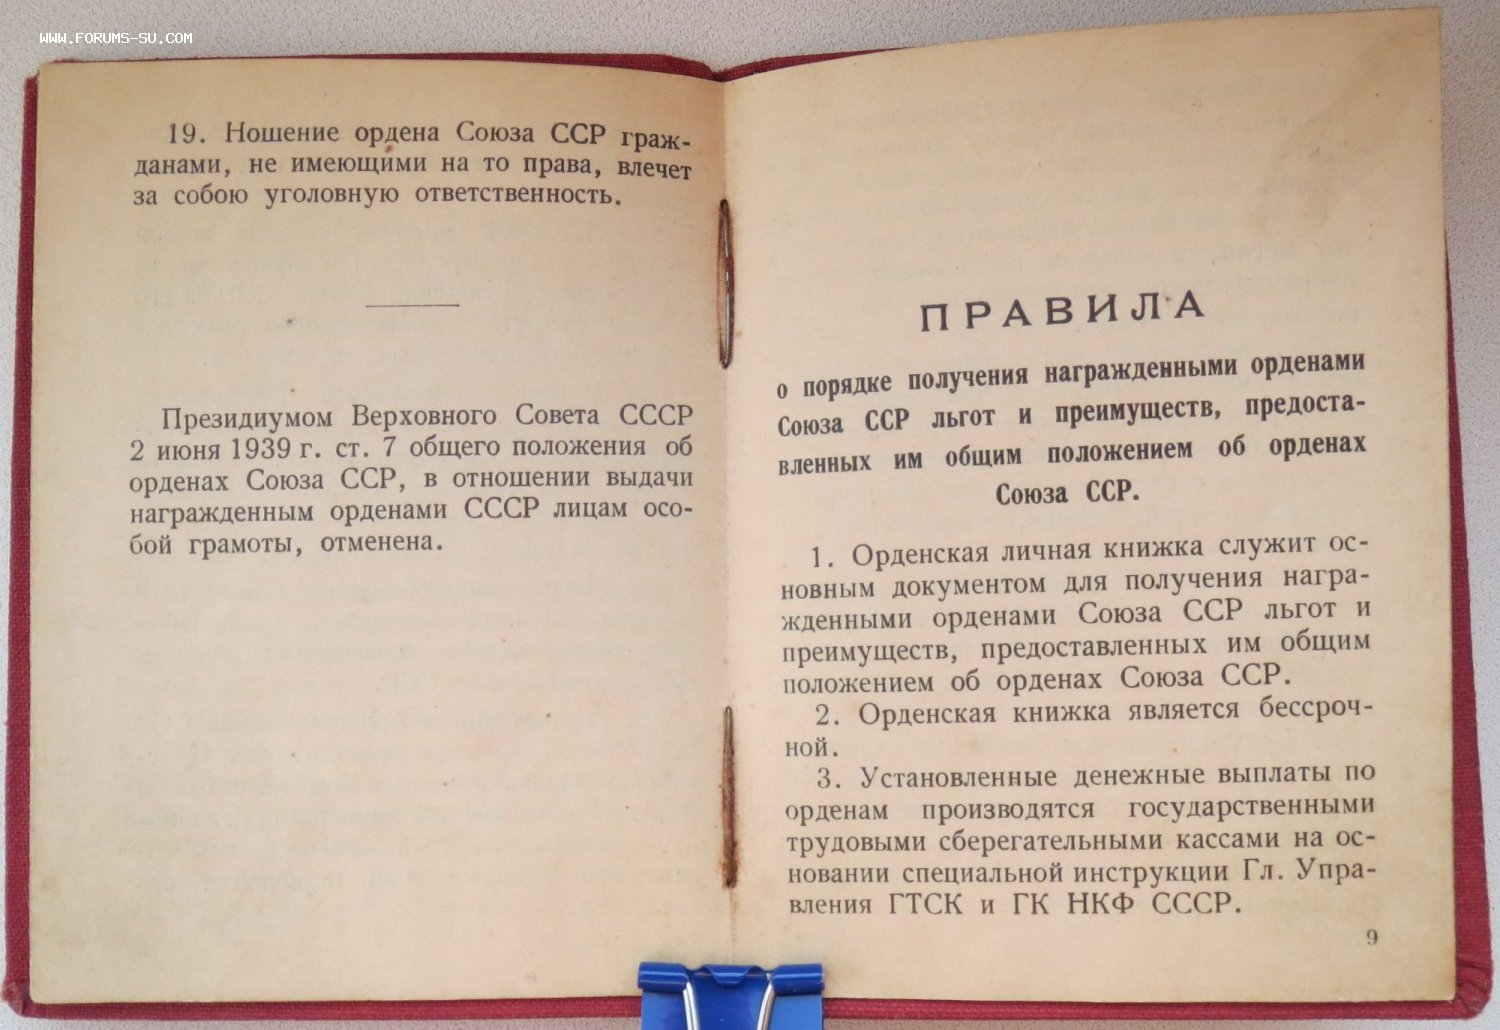 WWW.FORUMS-SU.COM
19. Ношение ордена Союза ССР граж-
данами, не имеющими на то права, влечет
за собою уголовную ответственность.
Президиумом Верховного Совета СССР
2 июня 1939 г. ст. 7 общего положения об
орденах Союза ССР, в отношении выдачи
награжденным орденами СССР лицам осо-
бой грамоты, отменена.
ПРАВИЛА
о порядке получения награжденными орденами
Союза ССР льгот и преимуществ, предоста-
вленных им общим положением об орденах
Союза ССР.
1. Орденская личная книжка служит ос-
новным документом для получения награ-
жденными орденами Союза ССР льгот и
преимуществ, предоставленных им общим
положением об орденах Союза ССР.
2. Орденская книжка является бессроч-
ной.
3. Установленные денежные выплаты по
орденам производятся государственными
трудовыми сберегательными кассами на ос-
новании специальной инструкции Гл. Упра-
вления ГТСК и ГК НКФ СССР.
9